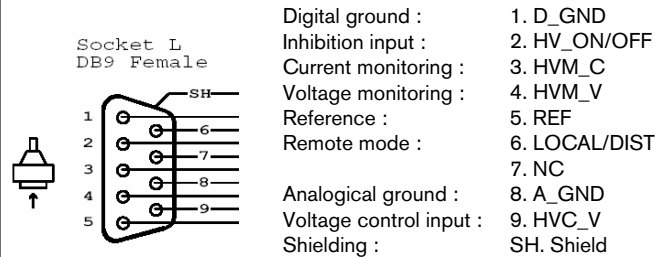 Socket L
DB9 Female
SH
1
6
2
7
3
8
4
9
5
Digital ground : 1. D_GND
Inhibition input : 2. HV_ON/OFF
Current monitoring : 3. HVM_C
Voltage monitoring : 4. HVM_V
Reference : 5. REF
Remote mode : 6. LOCAL/DIST
7. NC
Analogical ground : 8. A_GND
Voltage control input : 9. HVC_V
Shielding : SH. Shield